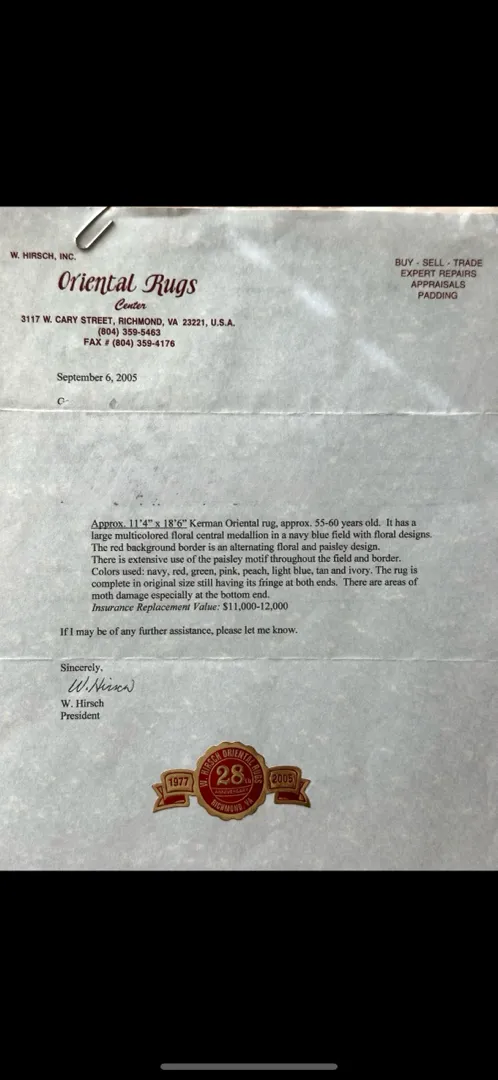 W. HIRSCH, INC.
Oriental Rugs
Center
3117 W. CARY STREET, RICHMOND, VA 23221, U.S.A.
(804) 359-5463
FAX # (804) 359-4176
BUY - SELL - TRADE
EXPERT REPAIRS
APPRAISALS
PADDING
September 6, 2005
Approx. 11'4" x 18'6" Kerman Oriental rug, approx. 55-60 years old. It has a
large multicolored floral central medallion in a navy blue field with floral designs.
The red background border is an alternating floral and paisley design.
There is extensive use of the paisley motif throughout the field and border.
Colors used: navy, red, green, pink, peach, light blue, tan and ivory. The rug is
complete in original size still having its fringe at both ends. There are areas of
moth damage especially at the bottom end.
Insurance Replacement Value: $11,000-12,000
If I may be of any further assistance, please let me know.
Sincerely,
W. Hirsch
W. Hirsch
President
W. HIRSCH ORIENTAL RUGS
1977
28th
2005
ANNIVERSARY
RICHMOND, VA